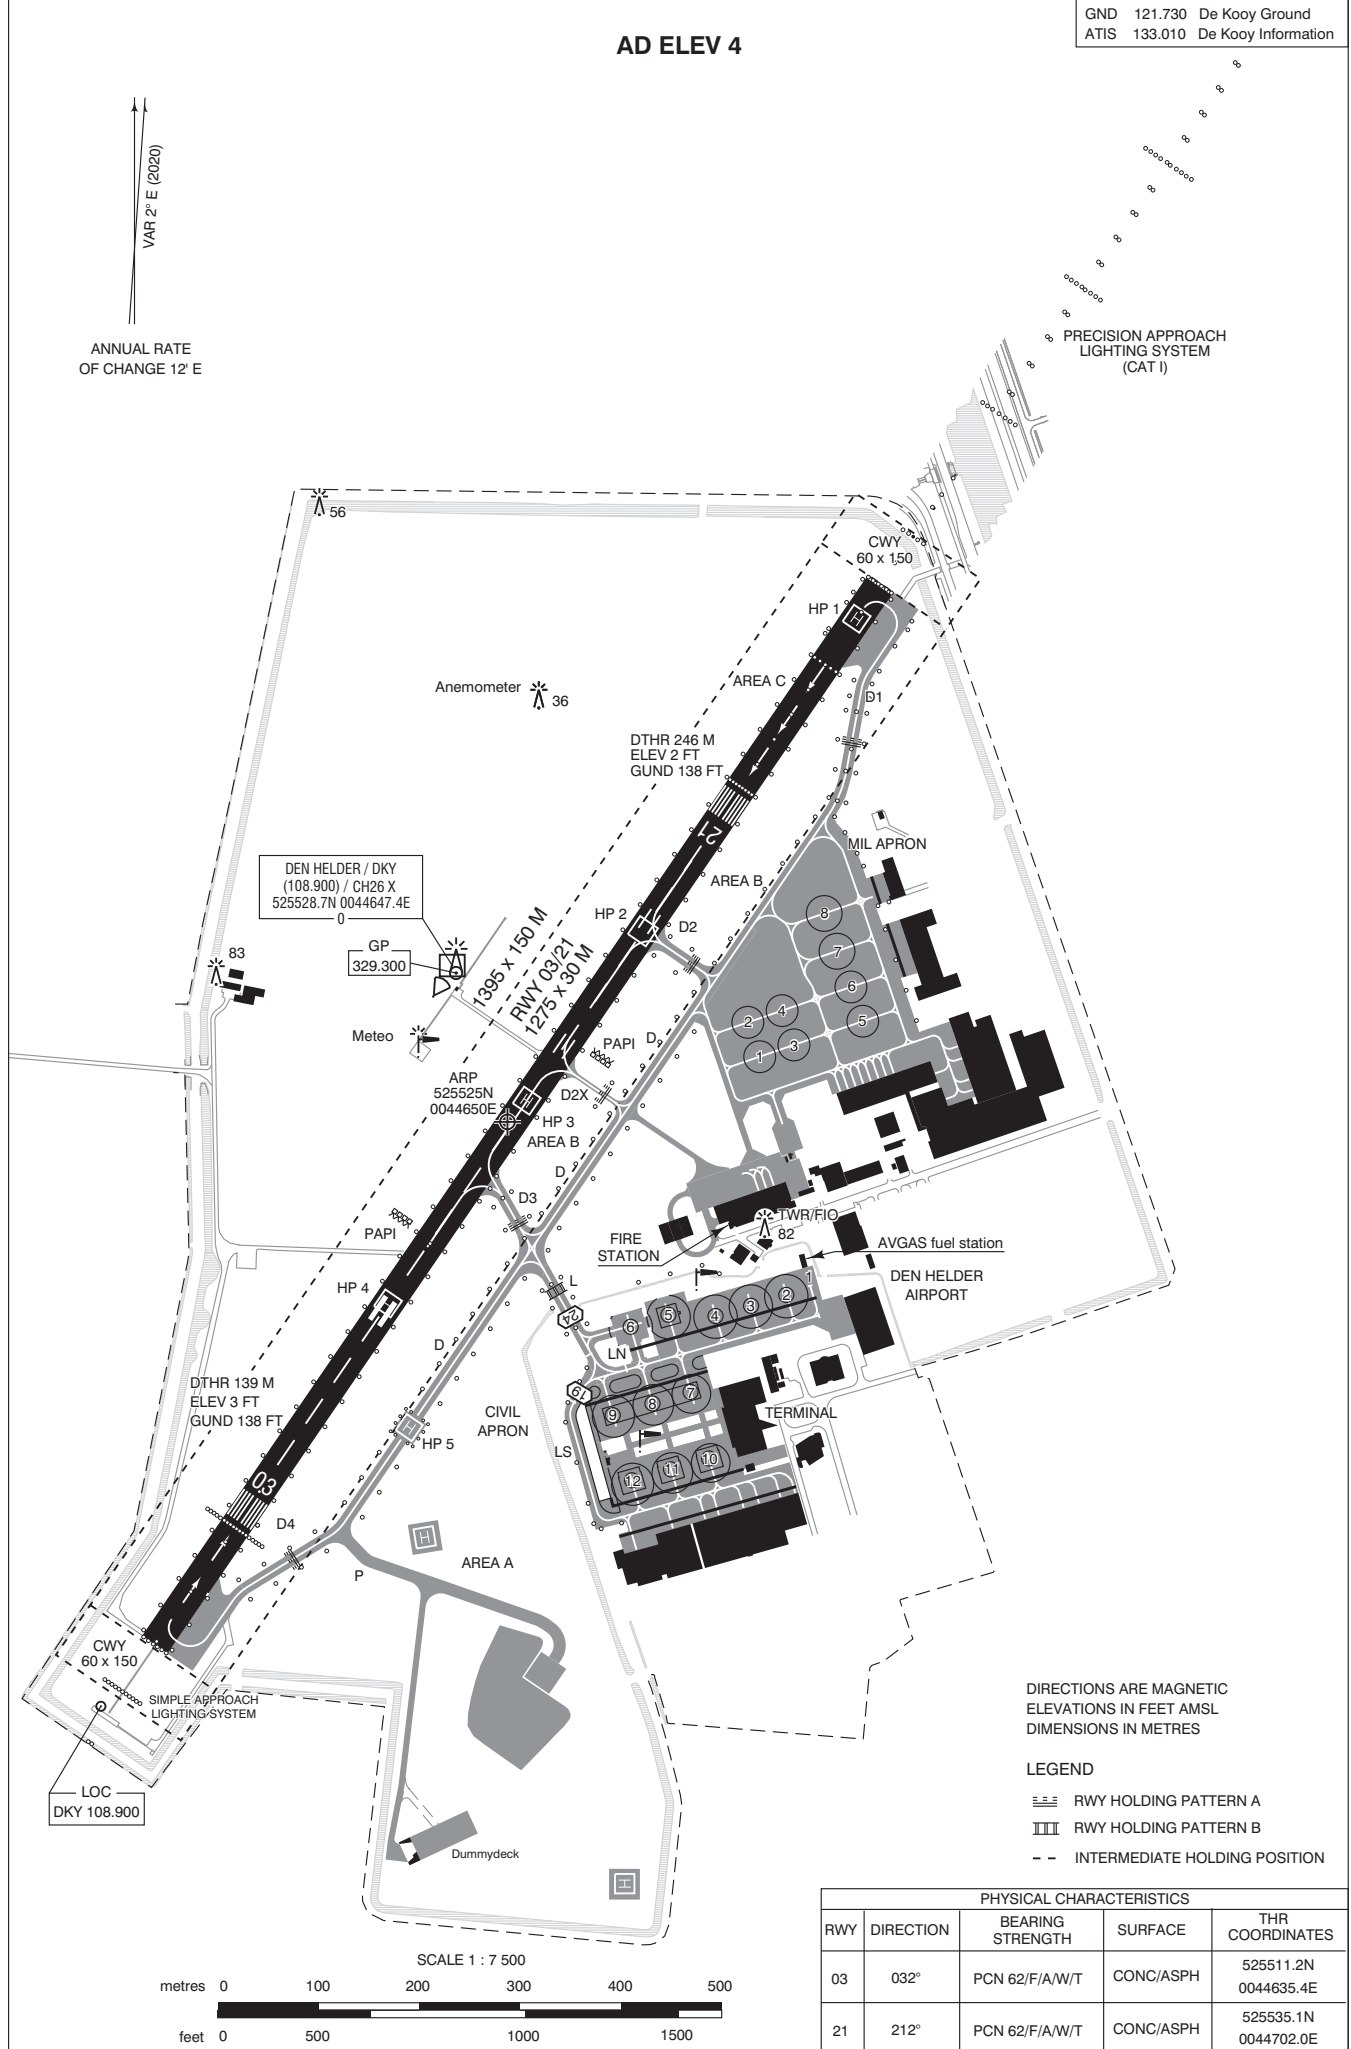 GND 121.730 De Kooy Ground
ATIS 133.010 De Kooy Information
AD ELEV 4
VAR 2° E (2020)
ANNUAL RATE
OF CHANGE 12' E
PRECISION APPROACH
LIGHTING SYSTEM
(CAT I)
56
CWY
60 x 150
HP 1
AREA C
D1
Anemometer
36
DTHR 246 M
ELEV 2 FT
GUND 138 FT
21
MIL APRON
DEN HELDER / DKY
(108.900) / CH26 X
525528.7N 0044647.4E
0
AREA B
HP 2
D2
8
GP
329.300
83
1395 x 150 M
RWY 03/21
1275 x 30 M
7
6
5
2
4
1
3
Meteo
PAPI
D
ARP
525525N
0044650E
D2X
HP 3
AREA B
D
D3
PAPI
TWR/FIO
82
FIRE
STATION
AVGAS fuel station
DEN HELDER
AIRPORT
HP 4
L
24
1
6
5
4
3
2
LN
D
DTHR 139 M
ELEV 3 FT
GUND 138 FT
19
CIVIL
APRON
9
8
7
TERMINAL
HP 5
LS
12
11
10
03
D4
AREA A
P
CWY
60 x 150
SIMPLE APPROACH
LIGHTING SYSTEM
LOC
DKY 108.900
Dummydeck
DIRECTIONS ARE MAGNETIC
ELEVATIONS IN FEET AMSL
DIMENSIONS IN METRES
LEGEND
RWY HOLDING PATTERN A
RWY HOLDING PATTERN B
INTERMEDIATE HOLDING POSITION
SCALE 1 : 7 500
metres 0 100 200 300 400 500
feet 0 500 1000 1500
PHYSICAL CHARACTERISTICS
RWY DIRECTION BEARING STRENGTH SURFACE THR COORDINATES
03 032° PCN 62/F/A/W/T CONC/ASPH 525511.2N 0044635.4E
21 212° PCN 62/F/A/W/T CONC/ASPH 525535.1N 0044702.0E